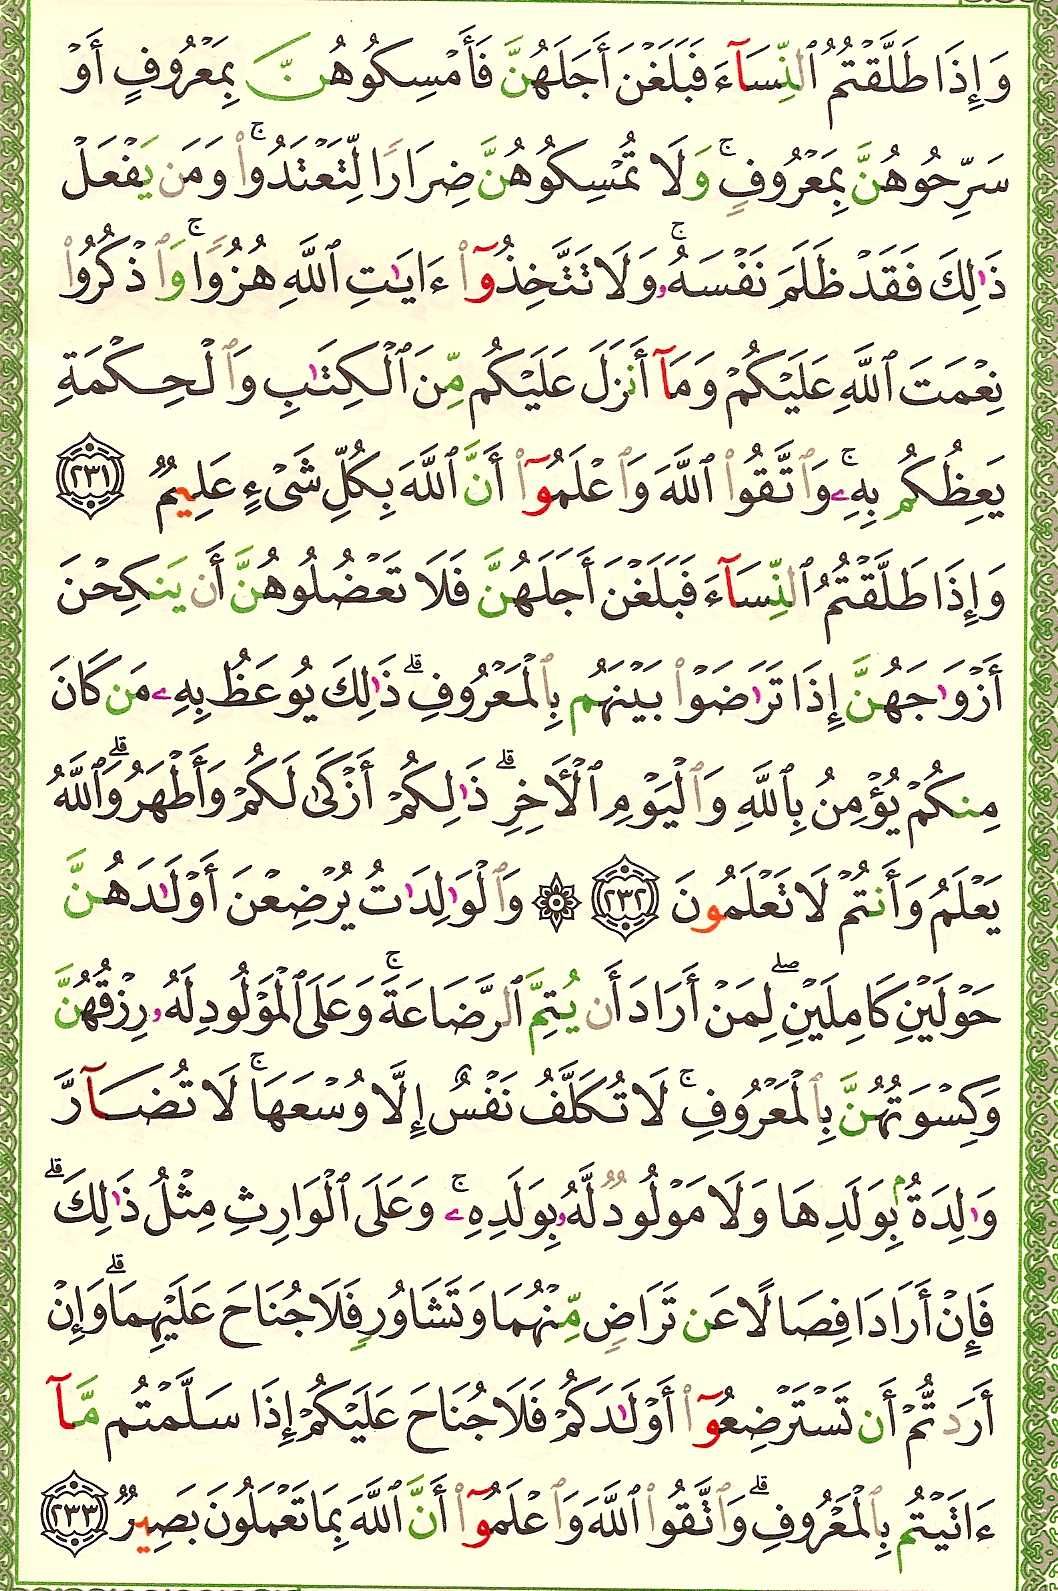 وَإِذَا طَلَّقْتُمُ ٱلنِّسَآءَ فَبَلَغْنَ أَجَلَهُنَّ فَأَمْسِكُوهُنَّ بِمَعْرُوفٍ أَوْ
سَرِّحُوهُنَّ بِمَعْرُوفٍ ۚ وَلَا تُمْسِكُوهُنَّ ضِرَارًا لِّتَعْتَدُوا۟ ۚ وَمَن يَفْعَلْ
ذَٰلِكَ فَقَدْ ظَلَمَ نَفْسَهُۥ ۚ وَلَا تَتَّخِذُوٓا۟ ءَايَٰتِ ٱللَّهِ هُزُوًا ۚ وَٱذْكُرُوا۟
نِعْمَتَ ٱللَّهِ عَلَيْكُمْ وَمَآ أَنزَلَ عَلَيْكُم مِّنَ ٱلْكِتَٰبِ وَٱلْحِكْمَةِ
يَعِظُكُم بِهِۦ ۚ وَٱتَّقُوا۟ ٱللَّهَ وَٱعْلَمُوٓا۟ أَنَّ ٱللَّهَ بِكُلِّ شَىْءٍ عَلِيمٌ ٢٣١
وَإِذَا طَلَّقْتُمُ ٱلنِّسَآءَ فَبَلَغْنَ أَجَلَهُنَّ فَلَا تَعْضُلُوهُنَّ أَن يَنكِحْنَ
أَزْوَٰجَهُنَّ إِذَا تَرَٰضَوْا۟ بَيْنَهُم بِٱلْمَعْرُوفِ ۗ ذَٰلِكَ يُوعَظُ بِهِۦ مَن كَانَ
مِنكُمْ يُؤْمِنُ بِٱللَّهِ وَٱلْيَوْمِ ٱلْـَٔاخِرِ ۗ ذَٰلِكُمْ أَزْكَىٰ لَكُمْ وَأَطْهَرُ ۗ وَٱللَّهُ
يَعْلَمُ وَأَنتُمْ لَا تَعْلَمُونَ ٢٣٢ ۞ وَٱلْوَٰلِدَٰتُ يُرْضِعْنَ أَوْلَٰدَهُنَّ
حَوْلَيْنِ كَامِلَيْنِ ۖ لِمَنْ أَرَادَ أَن يُتِمَّ ٱلرَّضَاعَةَ ۚ وَعَلَى ٱلْمَوْلُودِ لَهُۥ رِزْقُهُنَّ
وَكِسْوَتُهُنَّ بِٱلْمَعْرُوفِ ۚ لَا تُكَلَّفُ نَفْسٌ إِلَّا وُسْعَهَا ۚ لَا تُضَآرَّ
وَٰلِدَةٌۢ بِوَلَدِهَا وَلَا مَوْلُودٌ لَّهُۥ بِوَلَدِهِۦ ۚ وَعَلَى ٱلْوَارِثِ مِثْلُ ذَٰلِكَ ۗ
فَإِنْ أَرَادَا فِصَالًا عَن تَرَاضٍ مِّنْهُمَا وَتَشَاوُرٍ فَلَا جُنَاحَ عَلَيْهِمَا ۗ وَإِنْ
أَرَدتُّمْ أَن تَسْتَرْضِعُوٓا۟ أَوْلَٰدَكُمْ فَلَا جُنَاحَ عَلَيْكُمْ إِذَا سَلَّمْتُم مَّآ
ءَاتَيْتُم بِٱلْمَعْرُوفِ ۗ وَٱتَّقُوا۟ ٱللَّهَ وَٱعْلَمُوٓا۟ أَنَّ ٱللَّهَ بِمَا تَعْمَلُونَ بَصِيرٌ ٢٣٣